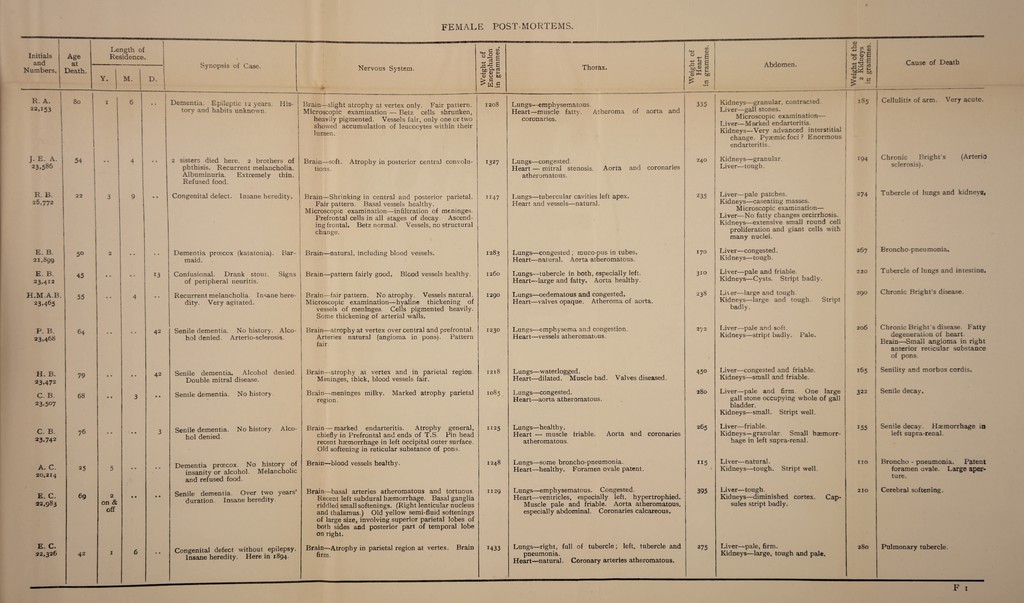 FEMALE POST-MORTEMS.
Initials and Numbers. | Age at Death. | Length of Residence. Y. M. D. | Synopsis of Case. | Nervous System. | Weight of Encephalon in grammes. | Thorax. | Weight of Heart in grammes. | Abdomen. | Weight of the 2 Kidneys in grammes. | Cause of Death
R. A. 22,153 | 80 | 1 | 6 | .. | Dementia. Epileptic 12 years. History and habits unknown. | Brain—slight atrophy at vertex only. Fair pattern. Microscopic examination — Betz cells shrunken, heavily pigmented. Vessels fair, only one or two showed accumulation of leucocytes within their lumen. | 1208 | Lungs—emphysematous. Heart—muscle fatty. Atheroma of aorta and coronaries. | 335 | Kidneys—granular, contracted. Liver—gall stones. Microscopic examination— Liver—Marked endarteritis. Kidneys—Very advanced interstitial change. Pyæmic foci ? Enormous endarteritis. | 185 | Cellulitis of arm. Very acute.
J. E. A. 23,586 | 54 | .. | 4 | .. | 2 sisters died here. 2 brothers of phthisis. Recurrent melancholia. Albuminuria. Extremely thin. Refused food. | Brain—soft. Atrophy in posterior central convolutions. | 1327 | Lungs—congested. Heart — mitral stenosis. Aorta and coronaries atheromatous. | 240 | Kidneys—granular. Liver—tough. | 194 | Chronic Bright's (Arterio sclerosis).
R. B. 26,772 | 22 | 3 | 9 | .. | Congenital defect. Insane heredity. | Brain—Shrinking in central and posterior parietal. Fair pattern. Basal vessels healthy. Microscopic examination—infiltration of meninges. Prefrontal cells in all stages of decay. Ascending frontal, Betz normal. Vessels, no structural change. | 1147 | Lungs—tubercular cavities left apex. Heart and vessels—natural. | 235 | Liver—pale patches. Kidneys—caseating masses. Microscopic examination— Liver—No fatty changes or cirrhosis. Kidneys—extensive small round cell proliferation and giant cells with many nuclei. | 274 | Tubercle of lungs and kidneys.
E. B. 21,899 | 50 | 2 | .. | .. | Dementia præcox (katatonia). Barmaid. | Brain—natural, including blood vessels. | 1283 | Lungs—congested; muco-pus in tubes. Heart—natural. Aorta atheromatous. | 170 | Liver—congested. Kidneys—tough. | 267 | Broncho-pneumonia.
E. B. 23,412 | 45 | .. | .. | 13 | Confusional. Drank stout. Signs of peripheral neuritis. | Brain—pattern fairly good. Blood vessels healthy. | 1260 | Lungs—tubercle in both, especially left. Heart—large and fatty. Aorta healthy. | 310 | Liver—pale and friable. Kidneys—Cysts. Strip badly. | 220 | Tubercle of lungs and intestine.
H.M.A.B. 23,465 | 55 | .. | 4 | .. | Recurrent melancholia. Insane heredity. Very agitated. | Brain—fair pattern. No atrophy. Vessels natural. Microscopic examination—hyaline thickening of vessels of meninges. Cells pigmented heavily. Some thickening of arterial walls. | 1290 | Lungs—oedematous and congested. Heart—valves opaque. Atheroma of aorta. | 238 | Liver—large and tough. Kidneys—large and tough. Strip badly. | 290 | Chronic Bright's disease.
P. B. 23,468 | 64 | .. | .. | 42 | Senile dementia. No history. Alcohol denied. Arterio-sclerosis. | Brain—atrophy at vertex over central and prefrontal. Arteries natural (angioma in pons). Pattern fair. | 1230 | Lungs—emphysema and congestion. Heart—vessels atheromatous. | 272 | Liver—pale and soft. Kidneys—strip badly. Pale. | 206 | Chronic Bright's disease. Fatty degeneration of heart. Brain—Small angioma in right anterior reticular substance of pons.
H. B. 23,472 | 79 | .. | .. | 42 | Senile dementia. Alcohol denied. Double mitral disease. | Brain—atrophy at vertex and in parietal region. Meninges, thick, blood vessels fair. | 1218 | Lungs—waterlogged. Heart—dilated. Muscle bad. Valves diseased. | 450 | Liver—congested and friable. Kidneys—small and friable. | 165 | Senility and morbus cordis.
C. B. 23,507 | 68 | .. | 3 | .. | Senile dementia. No history. | Brain—meninges milky. Marked atrophy parietal region. | 1085 | Lungs—congested. Heart—aorta atheromatous. | 280 | Liver—pale and firm. One large gall stone occupying whole of gall bladder. Kidneys—small. Strip well. | 322 | Senile decay.
C. B. 23,742 | 76 | .. | .. | 3 | Senile dementia. No history. Alcohol denied. | Brain — marked endarteritis. Atrophy general, chiefly in Prefrontal and ends of T.S. Pin head recent hæmorrhage in left occipital outer surface. Old softening in reticular substance of pons. | 1125 | Lungs—healthy. Heart — muscle friable. Aorta and coronaries atheromatous. | 265 | Liver—friable. Kidneys—granular. Small hæmorrhage in left supra-renal. | 155 | Senile decay. Hæmorrhage in left supra-renal.
A. C. 20,214 | 25 | 5 | .. | .. | Dementia præcox. No history of insanity or alcohol. Melancholic and refused food. | Brain—blood vessels healthy. | 1248 | Lungs—some broncho-pneumonia. Heart—healthy. Foramen ovale patent. | 115 | Liver—natural. Kidneys—tough. Strip well. | 110 | Broncho - pneumonia. Patent foramen ovale. Large aperture.
E. C. 22,983 | 69 | 2 on & off | .. | .. | Senile dementia. Over two years' duration. Insane heredity. | Brain—basal arteries atheromatous and tortuous. Recent left subdural hæmorrhage. Basal ganglia riddled small softenings. (Right lenticular nucleus and thalamus.) Old yellow semi-fluid softenings of large size, involving superior parietal lobes of both sides and posterior part of temporal lobe on right. | 1129 | Lungs—emphysematous. Congested. Heart—ventricles, especially left, hypertrophied. Muscle pale and friable. Aorta atheromatous, especially abdominal. Coronaries calcareous. | 395 | Liver—tough. Kidneys—diminished cortex. Capsules strip badly. | 210 | Cerebral softening.
E. C. 22,326 | 42 | 1 | 6 | .. | Congenital defect without epilepsy. Insane heredity. Here in 1894. | Brain—Atrophy in parietal region at vertex. Brain firm. | 1433 | Lungs—right, full of tubercle; left, tubercle and pneumonia. Heart—natural. Coronary arteries atheromatous. | 275 | Liver—pale, firm. Kidneys—large, tough and pale. | 280 | Pulmonary tubercle.
F 1